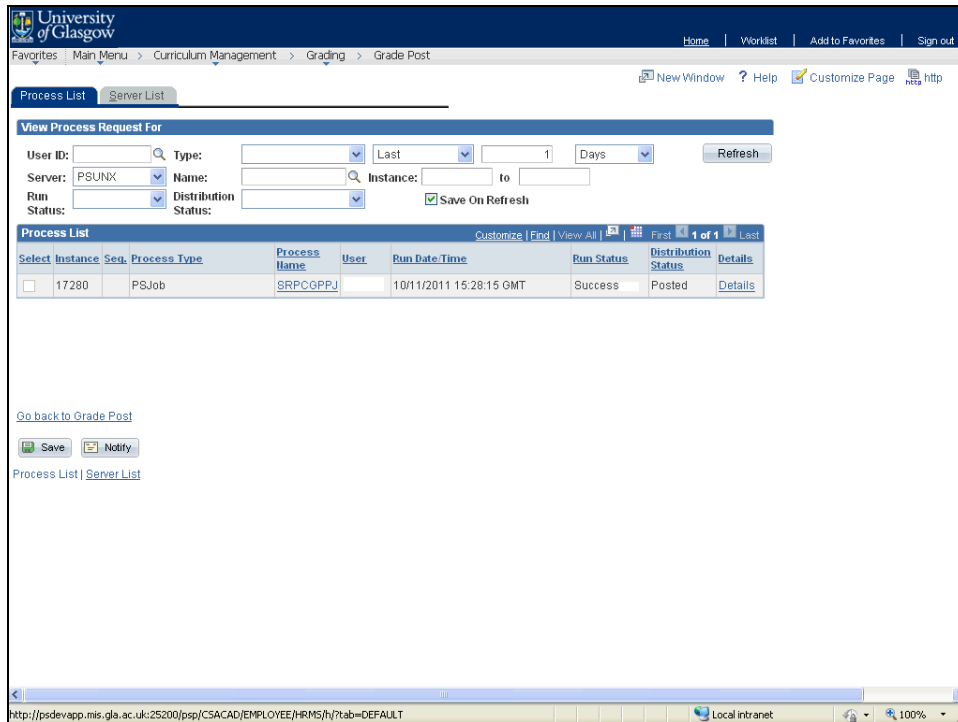 University
of Glasgow
Home | Worklist | Add to Favorites | Sign out
Favorites Main Menu > Curriculum Management > Grading > Grade Post
New Window ? Help Customize Page http
Process List Server List
View Process Request For
User ID: Type: Last 1 Days Refresh
Server: PSUNX Name: Instance: to
Run Status: Distribution Status: Save On Refresh
Process List Customize | Find | View All | | First 1 of 1 Last
Select Instance Seq. Process Type Process Name User Run Date/Time Run Status Distribution Status Details
17280 PSJob SRPCGPPJ 10/11/2011 15:28:15 GMT Success Posted Details
Go back to Grade Post
Save Notify
Process List | Server List
http://psdevapp.mis.gla.ac.uk:25200/psp/CSACAD/EMPLOYEE/HRMS/h/?tab=DEFAULT Local intranet 100%